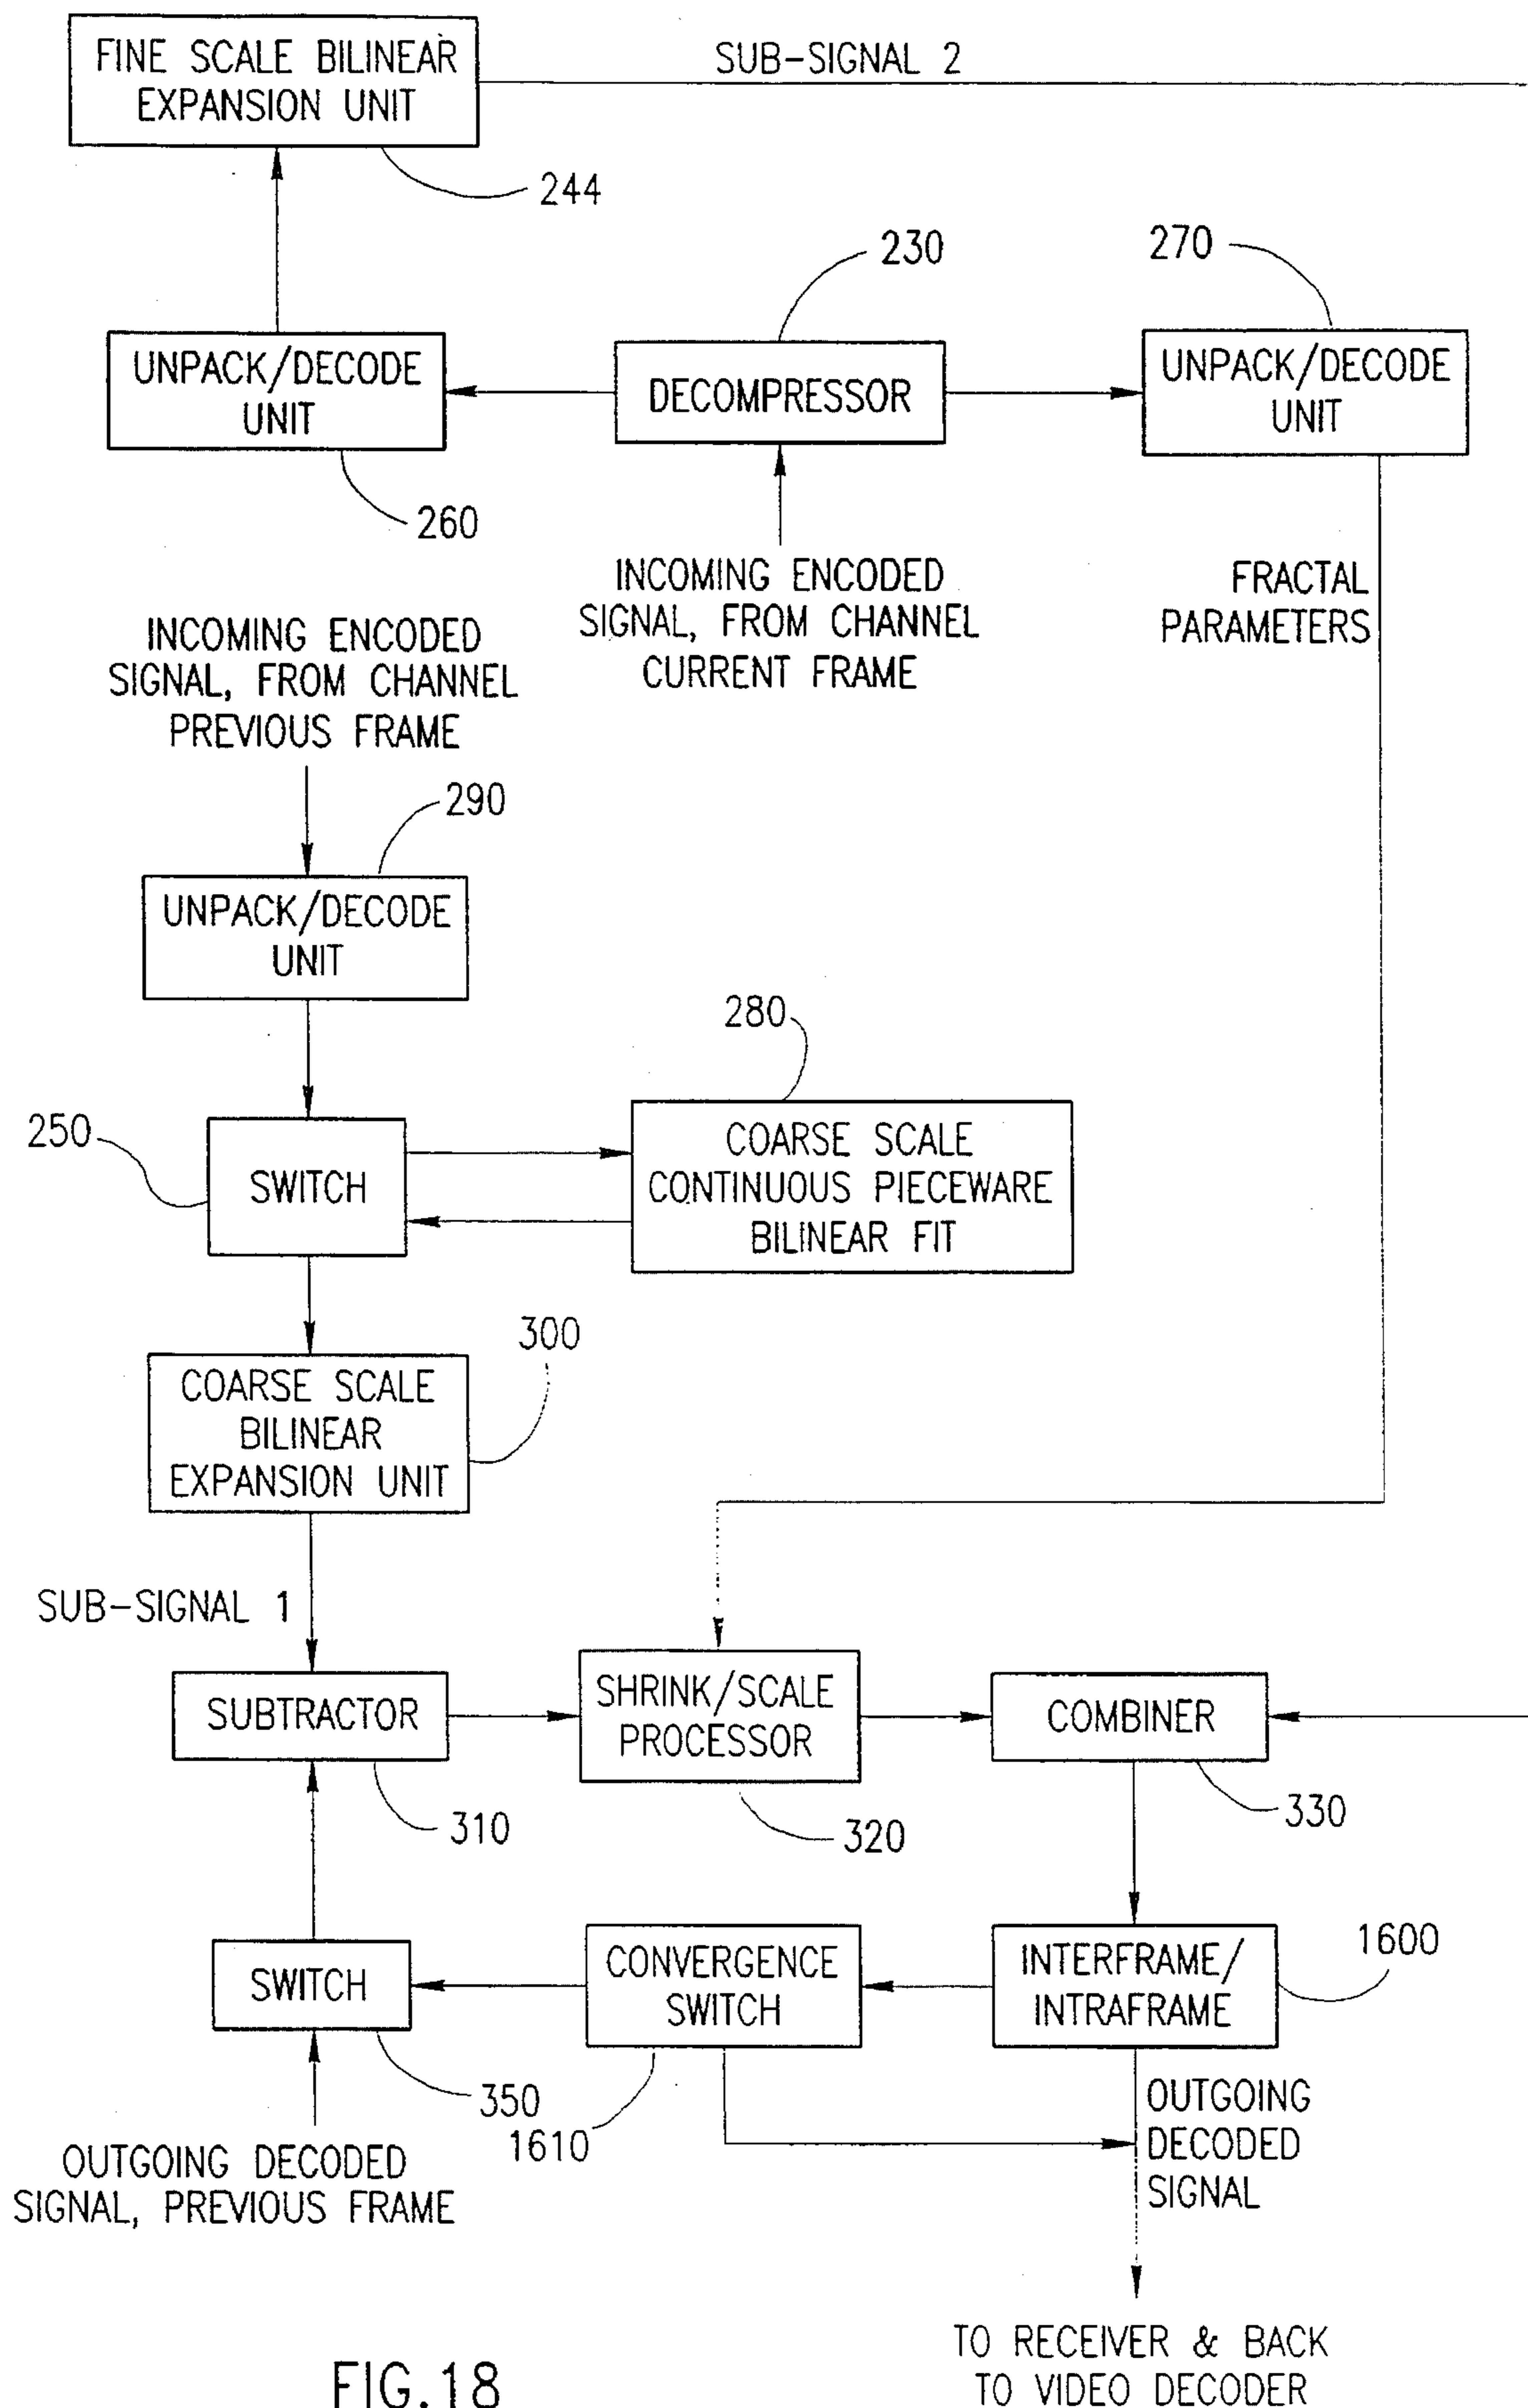 FINE SCALE BILINEAR
EXPANSION UNIT
SUB-SIGNAL 2
244
230
270
UNPACK/DECODE
UNIT
DECOMPRESSOR
UNPACK/DECODE
UNIT
260
INCOMING ENCODED
SIGNAL, FROM CHANNEL
CURRENT FRAME
FRACTAL
PARAMETERS
INCOMING ENCODED
SIGNAL, FROM CHANNEL
PREVIOUS FRAME
290
UNPACK/DECODE
UNIT
280
250
SWITCH
COARSE SCALE
CONTINUOUS PIECEWARE
BILINEAR FIT
300
COARSE SCALE
BILINEAR
EXPANSION UNIT
SUB-SIGNAL 1
SUBTRACTOR
SHRINK/SCALE
PROCESSOR
COMBINER
310
320
330
SWITCH
CONVERGENCE
SWITCH
INTERFRAME/
INTRAFRAME
1600
350
1610
OUTGOING
DECODED
SIGNAL
OUTGOING DECODED
SIGNAL, PREVIOUS FRAME
TO RECEIVER & BACK
TO VIDEO DECODER
FIG.18